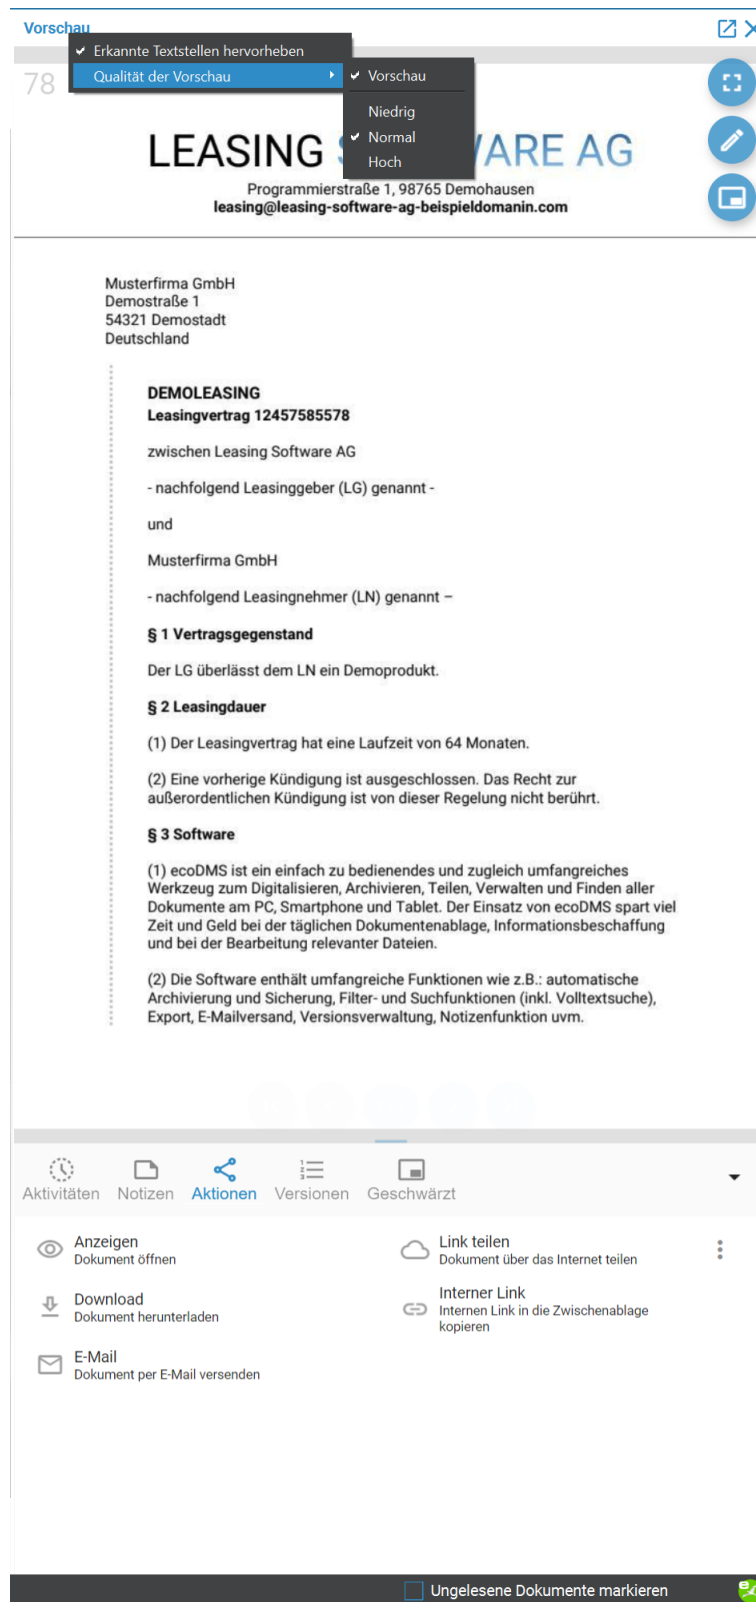 Vorschau
Erkannte Textstellen hervorheben
Qualität der Vorschau
Vorschau
Niedrig
Normal
Hoch
78
LEASING WARE AG
Programmierstraße 1, 98765 Demohausen
leasing@leasing-software-ag-beispieldomanin.com
Musterfirma GmbH
Demostraße 1
54321 Demostadt
Deutschland
DEMOLEASING
Leasingvertrag 12457585578
zwischen Leasing Software AG
- nachfolgend Leasinggeber (LG) genannt -
und
Musterfirma GmbH
- nachfolgend Leasingnehmer (LN) genannt –
§ 1 Vertragsgegenstand
Der LG überlässt dem LN ein Demoprodukt.
§ 2 Leasingdauer
(1) Der Leasingvertrag hat eine Laufzeit von 64 Monaten.
(2) Eine vorherige Kündigung ist ausgeschlossen. Das Recht zur
außerordentlichen Kündigung ist von dieser Regelung nicht berührt.
§ 3 Software
(1) ecoDMS ist ein einfach zu bedienendes und zugleich umfangreiches
Werkzeug zum Digitalisieren, Archivieren, Teilen, Verwalten und Finden aller
Dokumente am PC, Smartphone und Tablet. Der Einsatz von ecoDMS spart viel
Zeit und Geld bei der täglichen Dokumentenablage, Informationsbeschaffung
und bei der Bearbeitung relevanter Dateien.
(2) Die Software enthält umfangreiche Funktionen wie z.B.: automatische
Archivierung und Sicherung, Filter- und Suchfunktionen (inkl. Volltextsuche),
Export, E-Mailversand, Versionsverwaltung, Notizenfunktion uvm.
Aktivitäten Notizen Aktionen Versionen Geschwärzt
Anzeigen
Dokument öffnen
Link teilen
Dokument über das Internet teilen
Download
Dokument herunterladen
Interner Link
Internen Link in die Zwischenablage
kopieren
E-Mail
Dokument per E-Mail versenden
Ungelesene Dokumente markieren